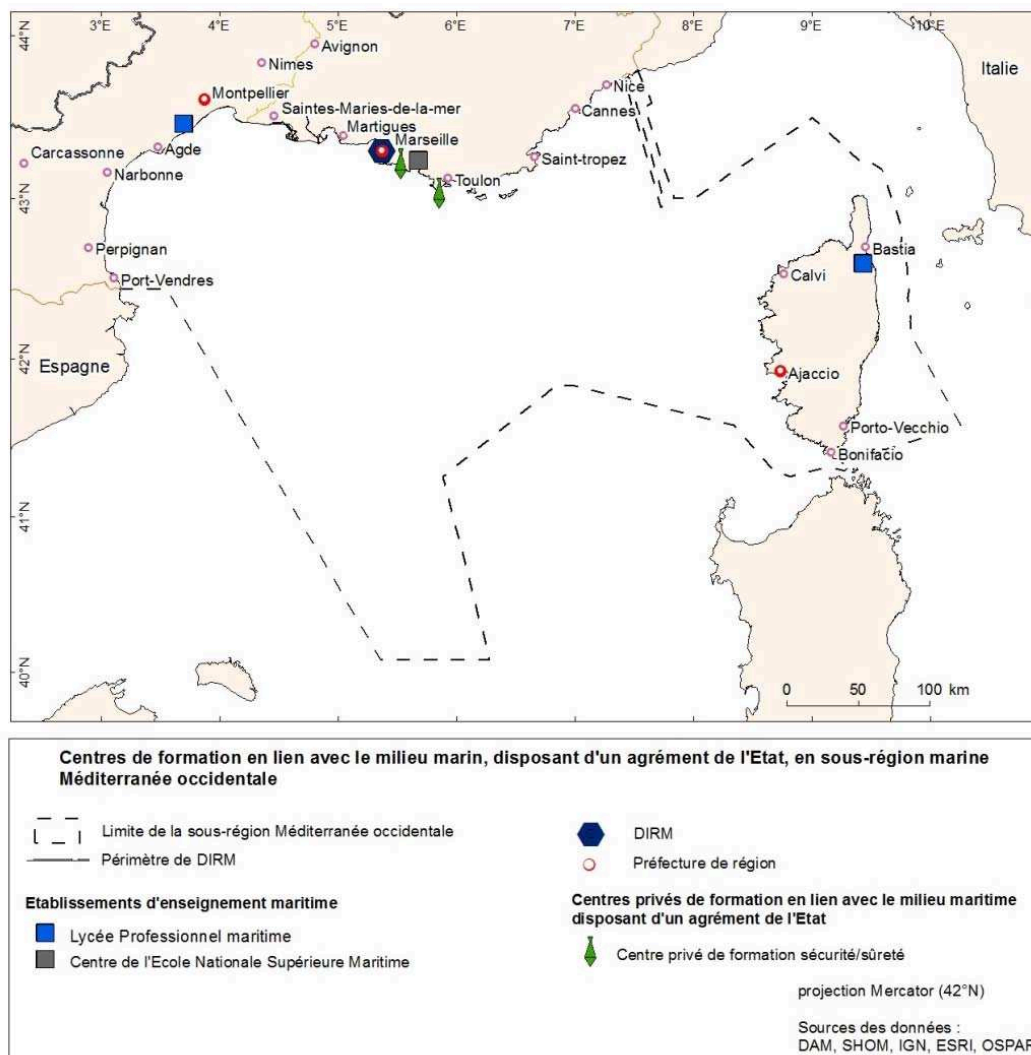 3°E 4°E 5°E 6°E 7°E 8°E 9°E 10°E
44°N
Avignon
Italie
Nimes
Nice
Montpellier
Saintes-Maries-de-la-mer
Cannes
Martigues
Marseille
Agde
Saint-tropez
Carcassonne
Narbonne
Toulon
43°N
Perpignan
Bastia
Calvi
Port-Vendres
42°N
Espagne
Ajaccio
Porto-Vecchio
Bonifacio
41°N
40°N
0 50 100 km
Centres de formation en lien avec le milieu marin, disposant d'un agrément de l'Etat, en sous-région marine
Méditerranée occidentale
Limite de la sous-région Méditerranée occidentale
Périmètre de DIRM
Etablissements d'enseignement maritime
Lycée Professionnel maritime
Centre de l'Ecole Nationale Supérieure Maritime
DIRM
Préfecture de région
Centres privés de formation en lien avec le milieu maritime
disposant d'un agrément de l'Etat
Centre privé de formation sécurité/sûreté
projection Mercator (42°N)
Sources des données :
DAM, SHOM, IGN, ESRI, OSPAR